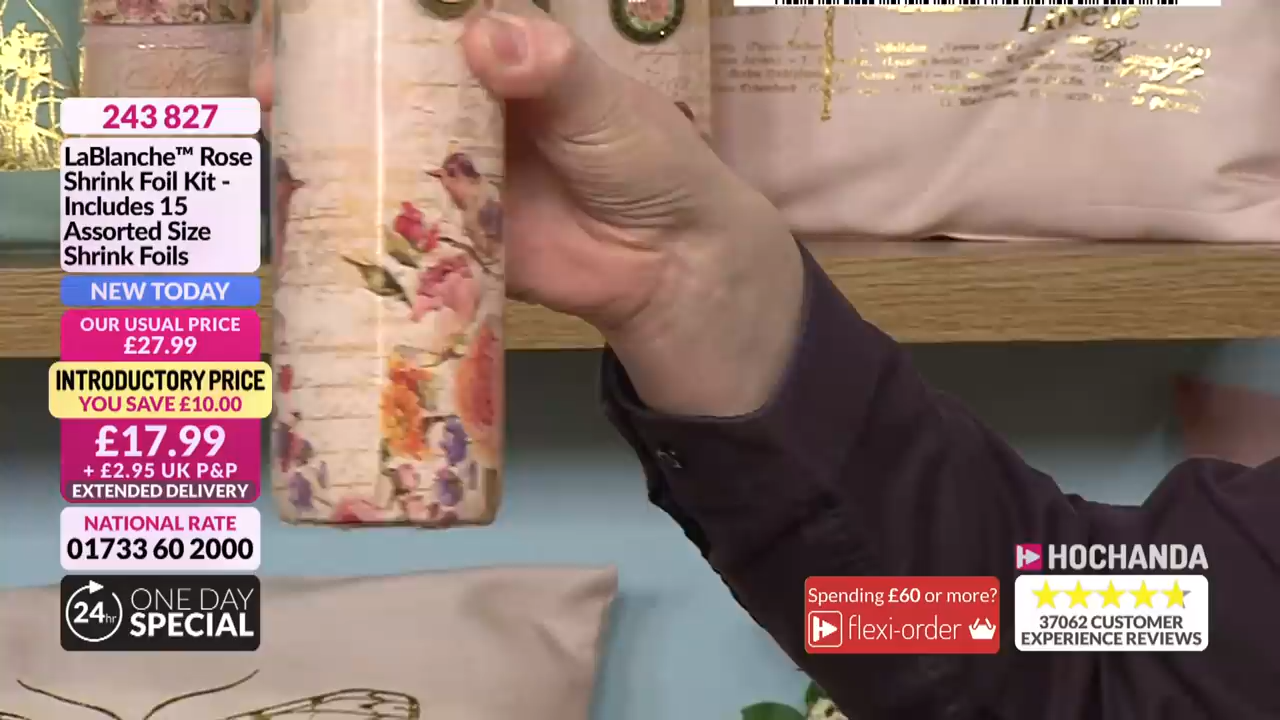 243 827
LaBlanche™ Rose
Shrink Foil Kit -
Includes 15
Assorted Size
Shrink Foils
NEW TODAY
OUR USUAL PRICE
£27.99
INTRODUCTORY PRICE
YOU SAVE £10.00
£17.99
+ £2.95 UK P&P
EXTENDED DELIVERY
NATIONAL RATE
01733 60 2000
24hr ONE DAY
SPECIAL
Spending £60 or more?
flexi-order
HOCHANDA
37062 CUSTOMER
EXPERIENCE REVIEWS